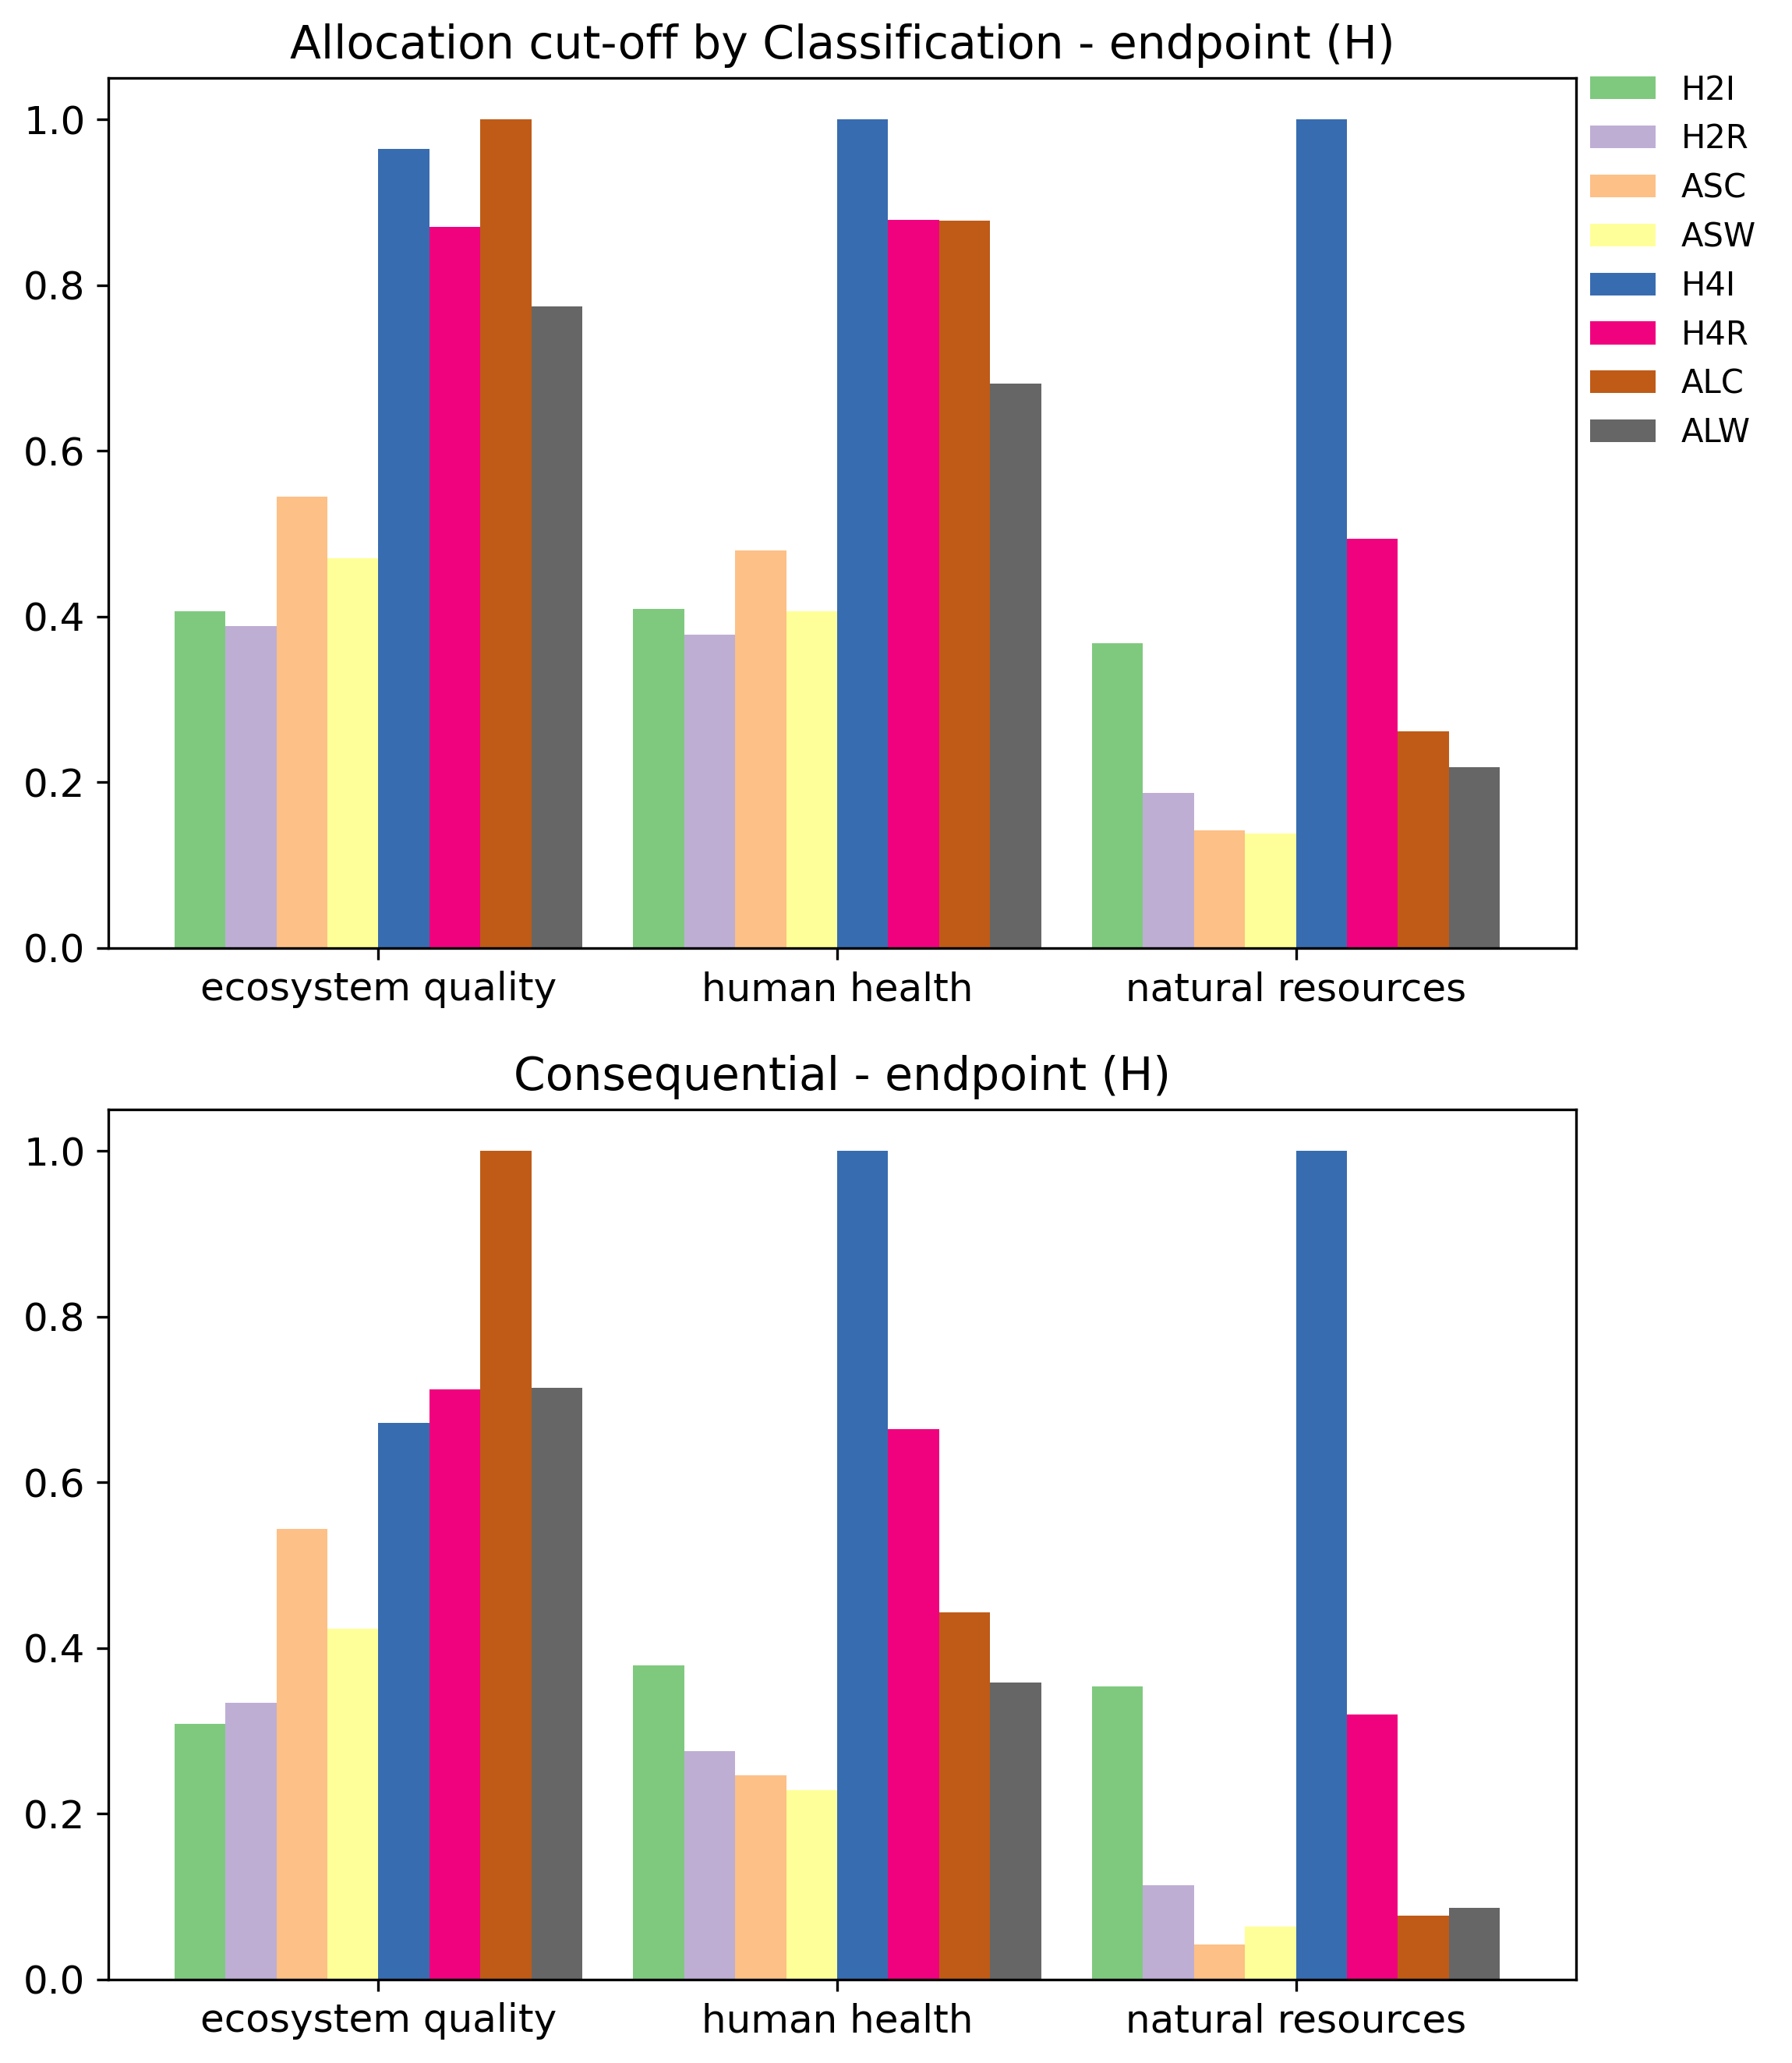 Allocation cut-off by Classification - endpoint (H)
1.0
0.8
0.6
0.4
0.2
0.0
ecosystem quality
human health
natural resources
H2I
H2R
ASC
ASW
H4I
H4R
ALC
ALW
Consequential - endpoint (H)
1.0
0.8
0.6
0.4
0.2
0.0
ecosystem quality
human health
natural resources